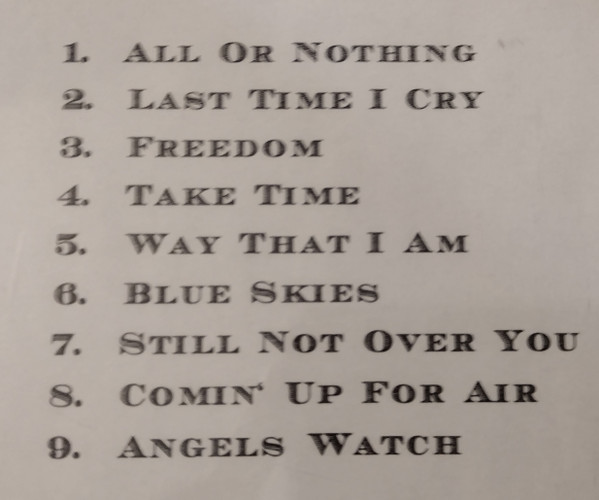 1. All Or Nothing
2. Last Time I Cry
3. Freedom
4. Take Time
5. Way That I Am
6. Blue Skies
7. Still Not Over You
8. Comin‘ Up For Air
9. Angels Watch